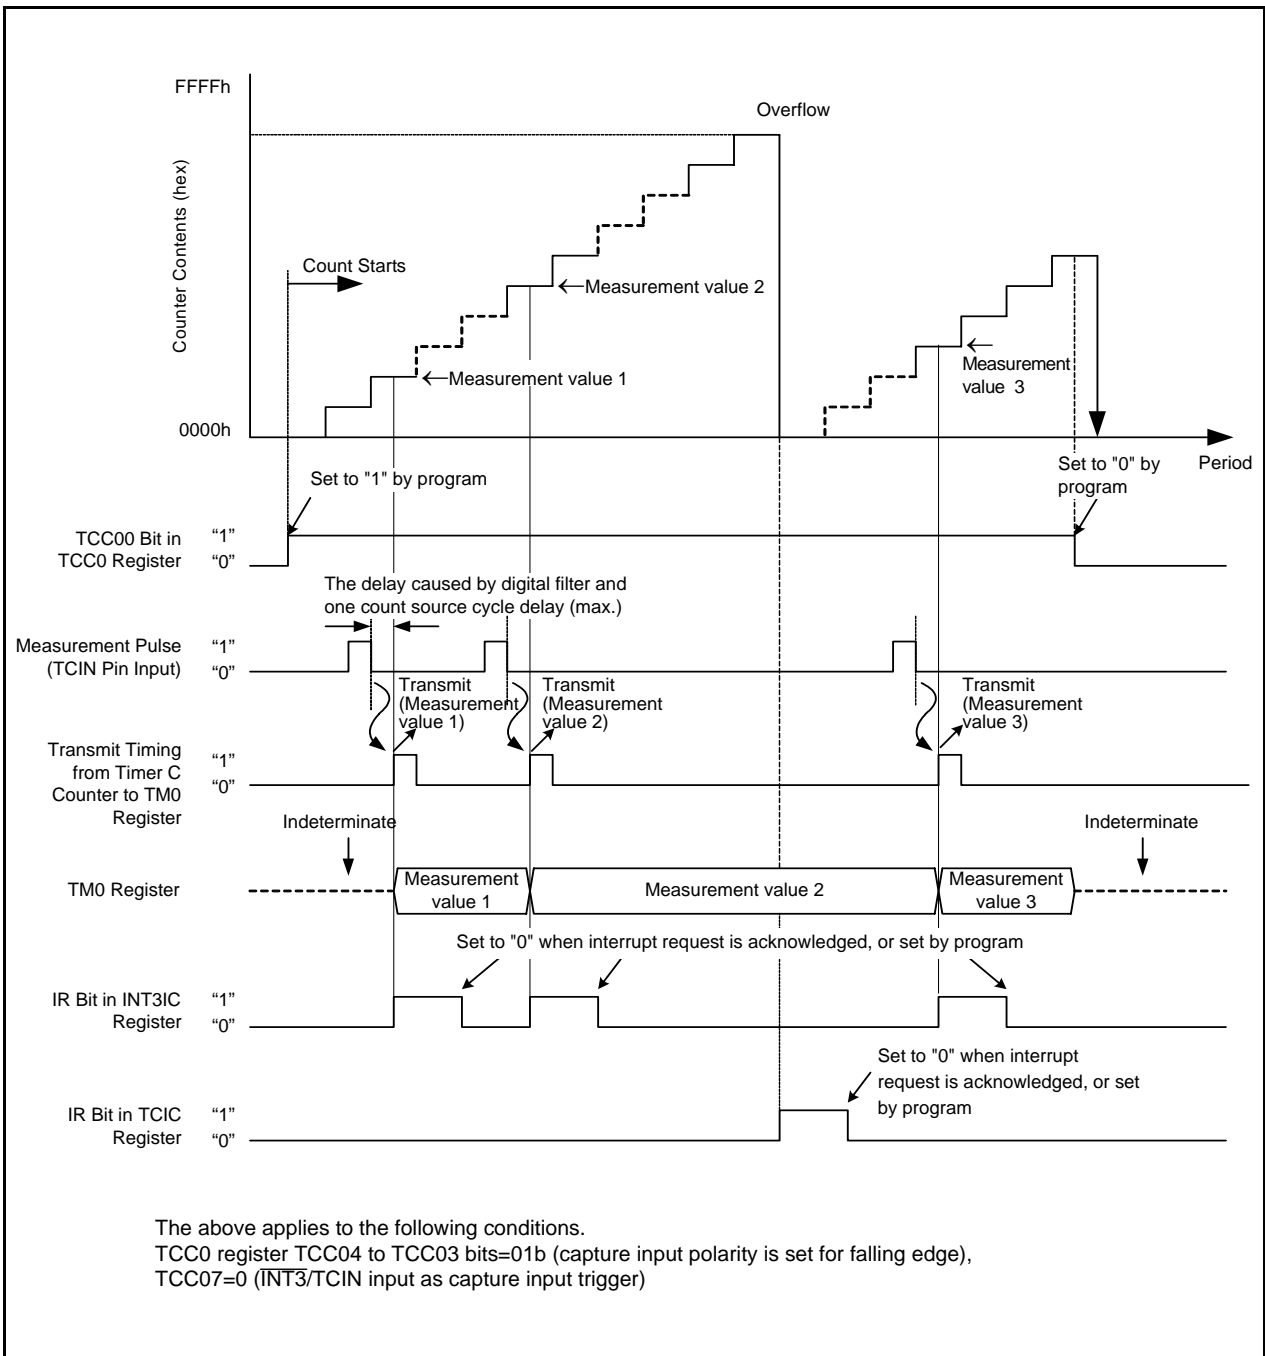 FFFFh
Overflow
Counter Contents (hex)
Count Starts
Measurement value 2
Measurement value 1
Measurement
value 3
0000h
Period
Set to "1" by program
Set to "0" by
program
TCC00 Bit in
TCC0 Register
“1”
“0”
The delay caused by digital filter and
one count source cycle delay (max.)
Measurement Pulse
(TCIN Pin Input)
“1”
“0”
Transmit
(Measurement
value 1)
Transmit
(Measurement
value 2)
Transmit
(Measurement
value 3)
Transmit Timing
from Timer C
Counter to TM0
Register
“1”
“0”
Indeterminate
Indeterminate
TM0 Register
Measurement
value 1
Measurement value 2
Measurement
value 3
Set to "0" when interrupt request is acknowledged, or set by program
IR Bit in INT3IC
Register
“1”
“0”
Set to "0" when interrupt
request is acknowledged, or set
by program
IR Bit in TCIC
Register
“1”
“0”
The above applies to the following conditions.
TCC0 register TCC04 to TCC03 bits=01b (capture input polarity is set for falling edge),
TCC07=0 (INT3/TCIN input as capture input trigger)